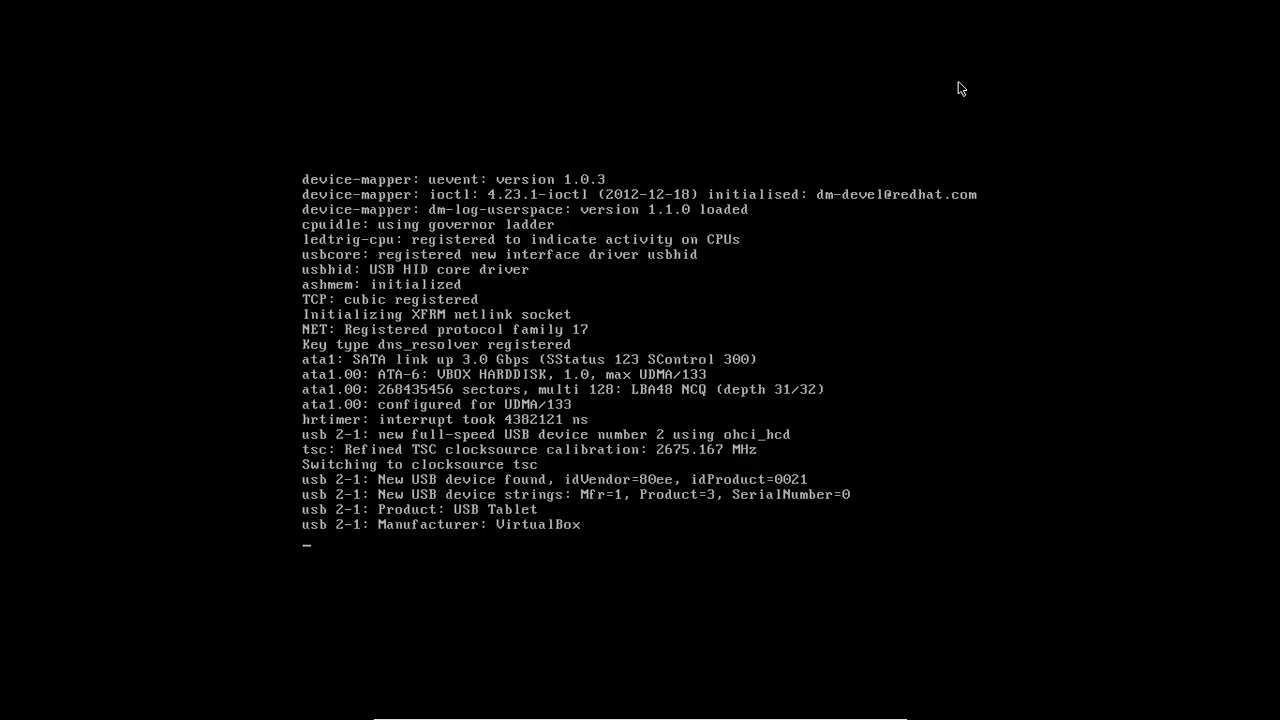 device-mapper: uevent: version 1.0.3
device-mapper: ioctl: 4.23.1-ioctl (2012-12-18) initialised: dm-devel@redhat.com
device-mapper: dm-log-userspace: version 1.1.0 loaded
cpuidle: using governor ladder
ledtrig-cpu: registered to indicate activity on CPUs
usbcore: registered new interface driver usbhid
usbhid: USB HID core driver
ashmem: initialized
TCP: cubic registered
Initializing XFRM netlink socket
NET: Registered protocol family 17
Key type dns_resolver registered
ata1: SATA link up 3.0 Gbps (SStatus 123 SControl 300)
ata1.00: ATA-6: VBOX HARDDISK, 1.0, max UDMA/133
ata1.00: 268435456 sectors, multi 128: LBA48 NCQ (depth 31/32)
ata1.00: configured for UDMA/133
hrtimer: interrupt took 4382121 ns
usb 2-1: new full-speed USB device number 2 using ohci_hcd
tsc: Refined TSC clocksource calibration: 2675.167 MHz
Switching to clocksource tsc
usb 2-1: New USB device found, idVendor=80ee, idProduct=0021
usb 2-1: New USB device strings: Mfr=1, Product=3, SerialNumber=0
usb 2-1: Product: USB Tablet
usb 2-1: Manufacturer: VirtualBox
_